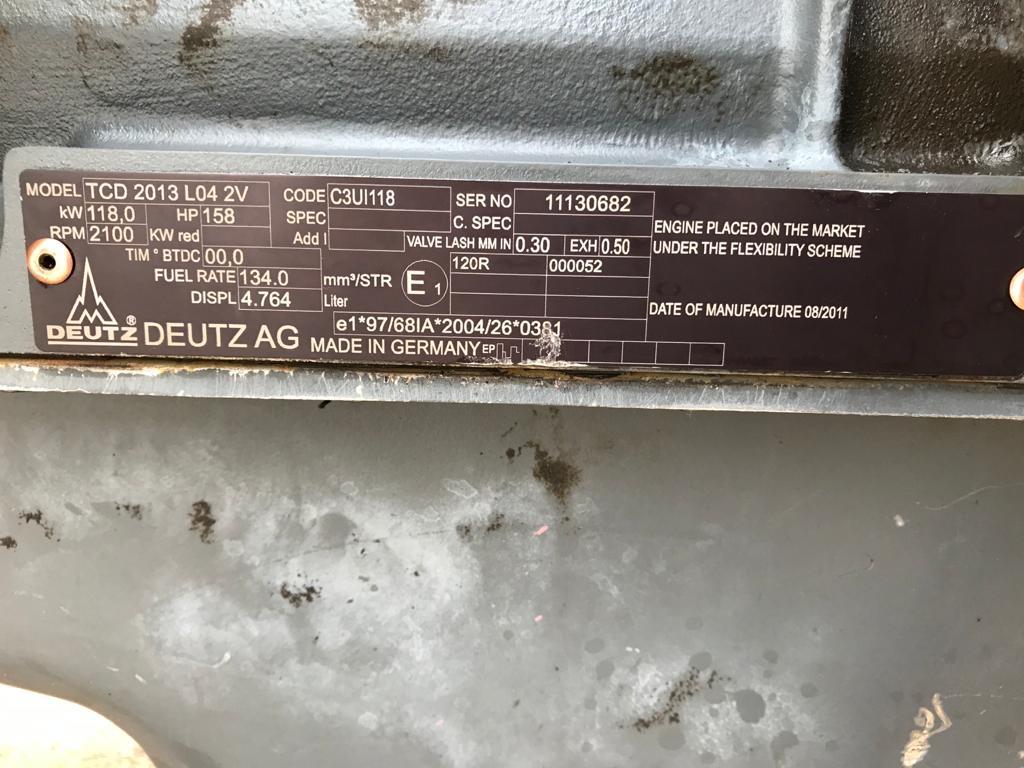 MODEL TCD 2013 L04 2V CODE C3UI118 SER NO 11130682
kW 118,0 HP 158 SPEC C. SPEC ENGINE PLACED ON THE MARKET
RPM 2100 KW red Add I VALVE LASH MM IN 0.30 EXH 0.50 UNDER THE FLEXIBILITY SCHEME
TIM ° BTDC 00,0 120R 000052
FUEL RATE 134.0 mm³/STR E 1
DISPL 4.764 Liter DATE OF MANUFACTURE 08/2011
e1*97/68IA*2004/26*0381
DEUTZ® DEUTZ AG MADE IN GERMANY EP